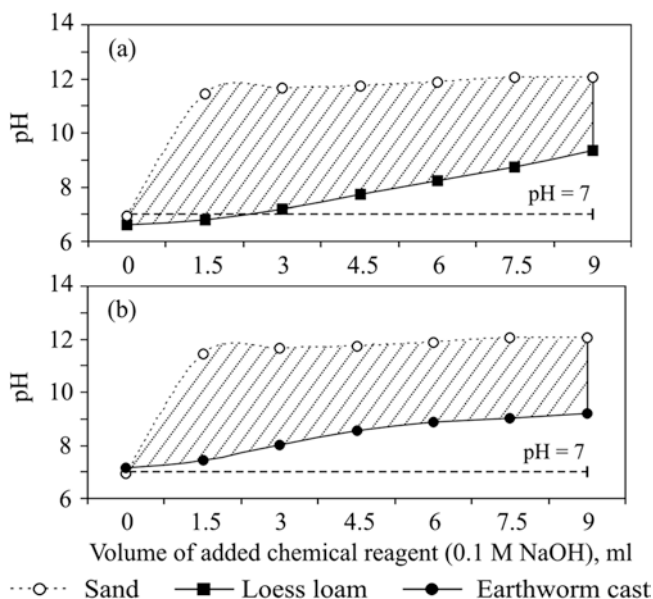 14
(a)
12
pH
10
8
pH = 7
6
0 1.5 3 4.5 6 7.5 9
14
(b)
12
pH
10
8
pH = 7
6
0 1.5 3 4.5 6 7.5 9
Volume of added chemical reagent (0.1 M NaOH), ml
Sand Loess loam Earthworm cast